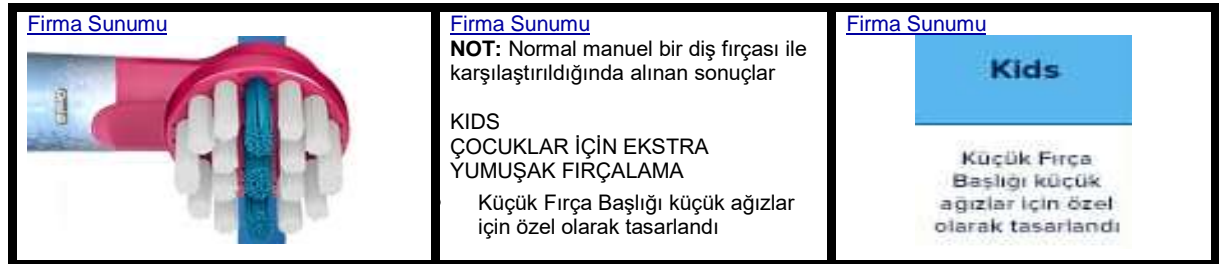 Firma Sunumu
Firma Sunumu
NOT: Normal manuel bir diş fırçası ile
karşılaştırıldığında alınan sonuçlar
KIDS
ÇOCUKLAR İÇİN EKSTRA
YUMUŞAK FIRÇALAMA
Küçük Fırça Başlığı küçük ağızlar
için özel olarak tasarlandı
Firma Sunumu
Kids
Küçük Fırça
Başlığı küçük
ağızlar için özel
olarak tasarlandı